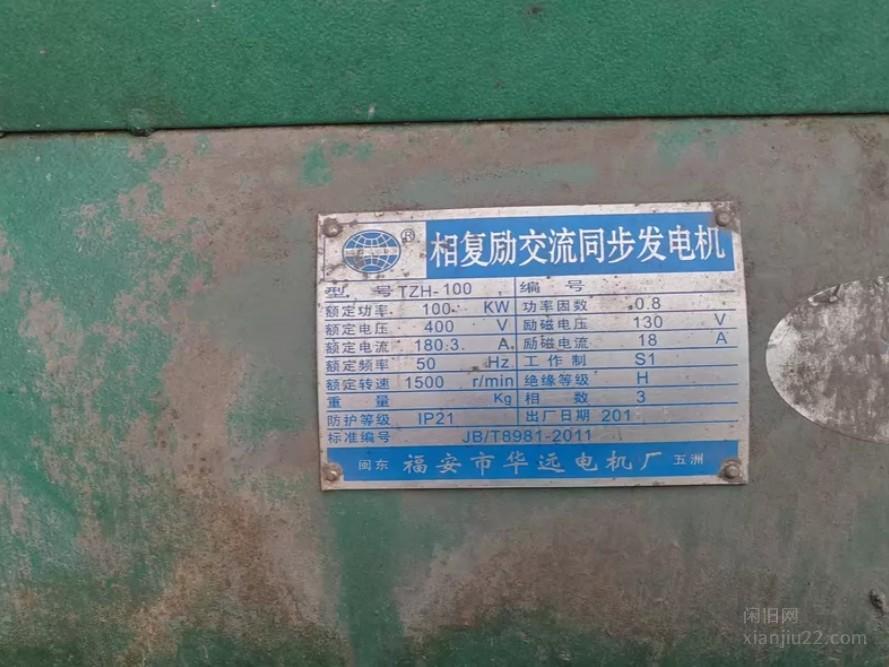 ® 相复励交流同步发电机
型 号 TZH-100 编 号
额定功率 100 KW 功率因数 0.8
额定电压 400 V 励磁电压 130 V
额定电流 180.3 A 励磁电流 18 A
额定频率 50 Hz 工 作 制 S1
额定转速 1500 r/min 绝缘等级 H
重 量 Kg 相 数 3
防护等级 IP21 出厂日期 201
标准编号 JB/T8981-2011
闽东 福安市华远电机厂 五洲
闲旧网
xianjiu22.com